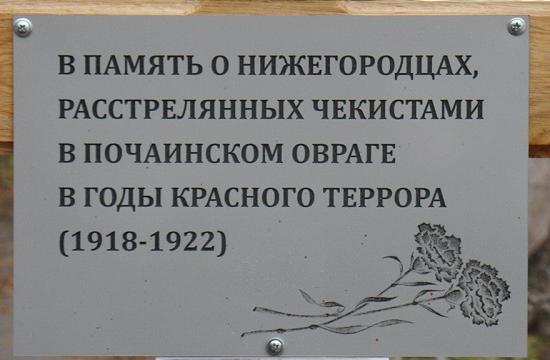 В ПАМЯТЬ О НИЖЕГОРОДЦАХ,
РАССТРЕЛЯННЫХ ЧЕКИСТАМИ
В ПОЧАИНСКОМ ОВРАГЕ
В ГОДЫ КРАСНОГО ТЕРРОРА
(1918-1922)